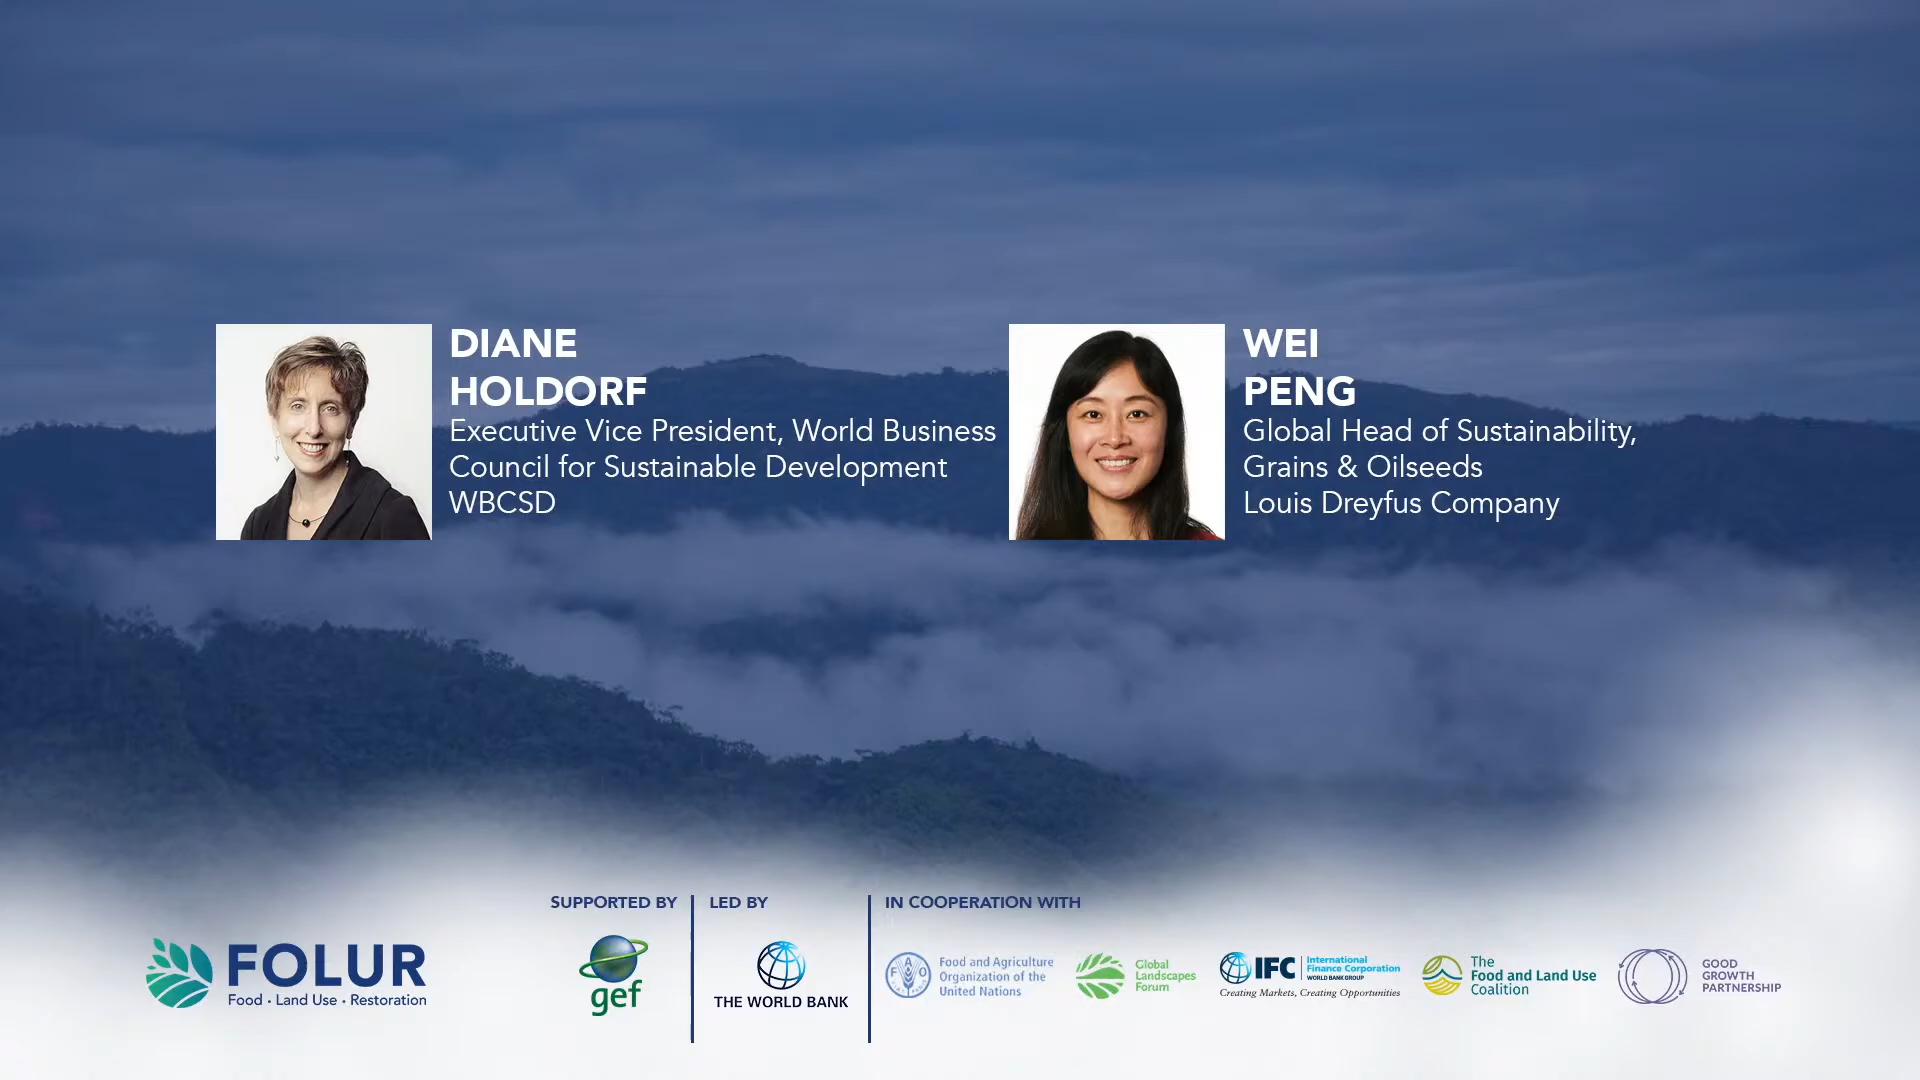 DIANE
HOLDORF
Executive Vice President, World Business
Council for Sustainable Development
WBCSD
WEI
PENG
Global Head of Sustainability,
Grains & Oilseeds
Louis Dreyfus Company
SUPPORTED BY
LED BY
IN COOPERATION WITH
FOLUR
Food • Land Use • Restoration
gef
THE WORLD BANK
FAO
Food and Agriculture
Organization of the
United Nations
Global
Landscapes
Forum
IFC
International
Finance Corporation
WORLD BANK GROUP
Creating Markets, Creating Opportunities
The
Food and Land Use
Coalition
GOOD
GROWTH
PARTNERSHIP